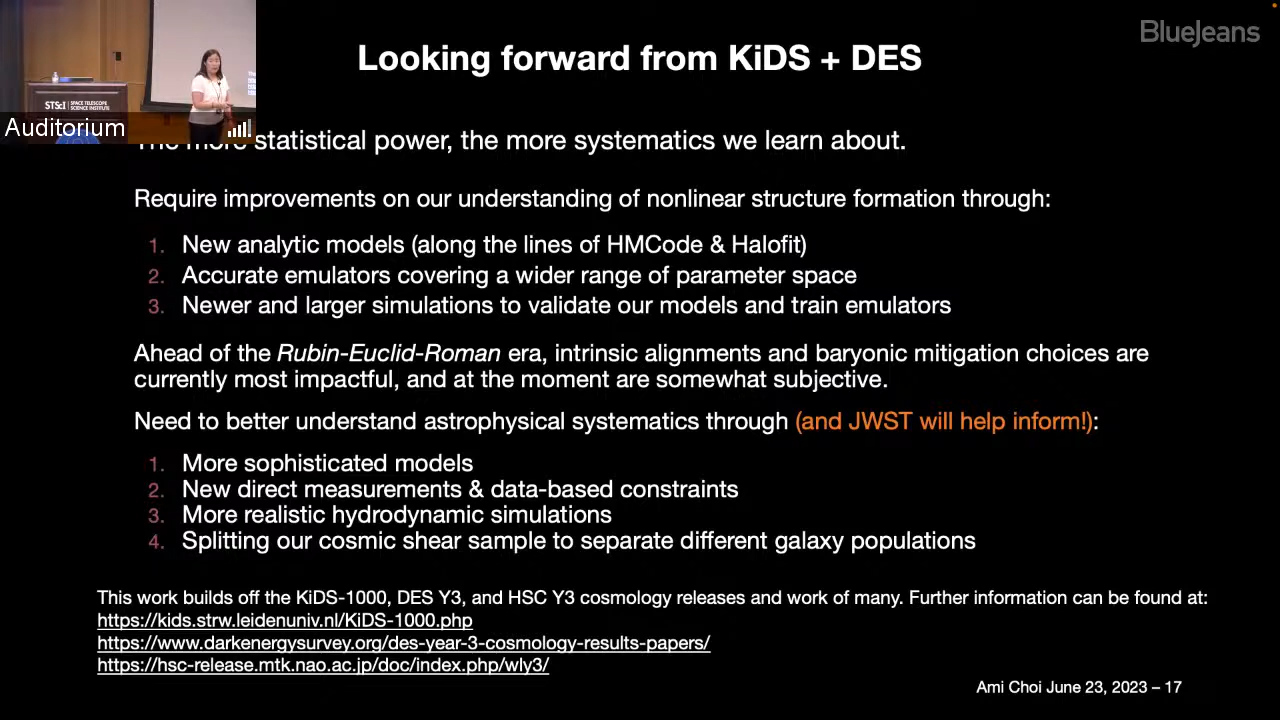 BlueJeans
Looking forward from KiDS + DES
STScI | SPACE TELESCOPE
SCIENCE INSTITUTE
Auditorium
The more statistical power, the more systematics we learn about.
Require improvements on our understanding of nonlinear structure formation through:
1. New analytic models (along the lines of HMCode & Halofit)
2. Accurate emulators covering a wider range of parameter space
3. Newer and larger simulations to validate our models and train emulators
Ahead of the Rubin-Euclid-Roman era, intrinsic alignments and baryonic mitigation choices are
currently most impactful, and at the moment are somewhat subjective.
Need to better understand astrophysical systematics through (and JWST will help inform!):
1. More sophisticated models
2. New direct measurements & data-based constraints
3. More realistic hydrodynamic simulations
4. Splitting our cosmic shear sample to separate different galaxy populations
This work builds off the KiDS-1000, DES Y3, and HSC Y3 cosmology releases and work of many. Further information can be found at:
https://kids.strw.leidenuniv.nl/KiDS-1000.php
https://www.darkenergysurvey.org/des-year-3-cosmology-results-papers/
https://hsc-release.mtk.nao.ac.jp/doc/index.php/wly3/
Ami Choi June 23, 2023 – 17